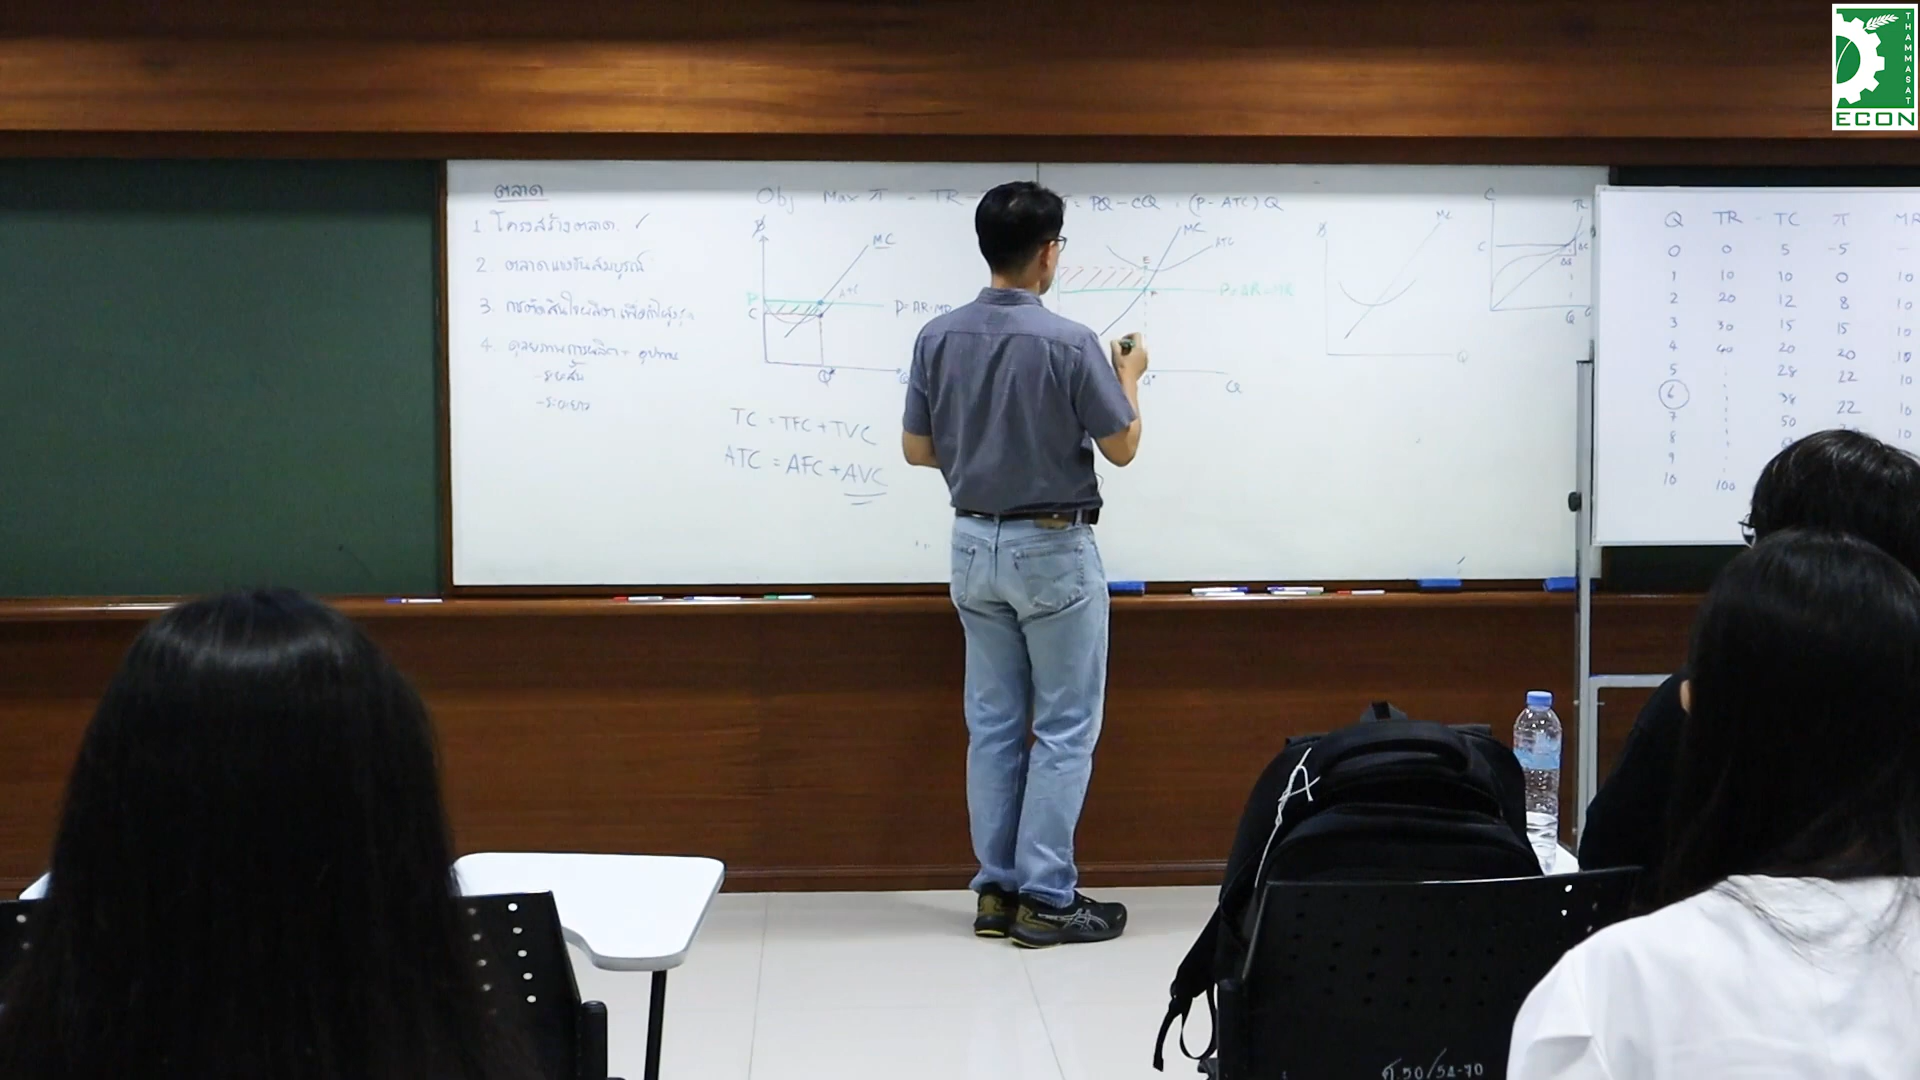 ตลาด
1. โครงสร้างตลาด. ✓
2. ตลาดแข่งขันสมบูรณ์
3. การตัดสินใจผลิตเพื่อกำไรสูงสุด
4. ดุลยภาพการผลิต = อุปทาน
- ระยะสั้น
- ระยะยาว
Obj Max π = TR -
= PQ - CQ = (P - ATC) Q
฿
MC
ATC
P
C
D=AR=MR
Q*
TC = TFC + TVC
ATC = AFC + AVC
MC
ATC
E
P=AR=MR
Q*
Q
฿
MC
Q
C
TC
C
ΔC
ΔQ
Q
Q TR - TC π MR
0 0 5 -5 -
1 10 10 0 10
2 20 12 8 10
3 30 15 15 10
4 40 20 20 10
5 28 22 10
6 38 22 10
7 50 10
8
9
10 100
THAMMASAT
ECON
ศ.50/54-70